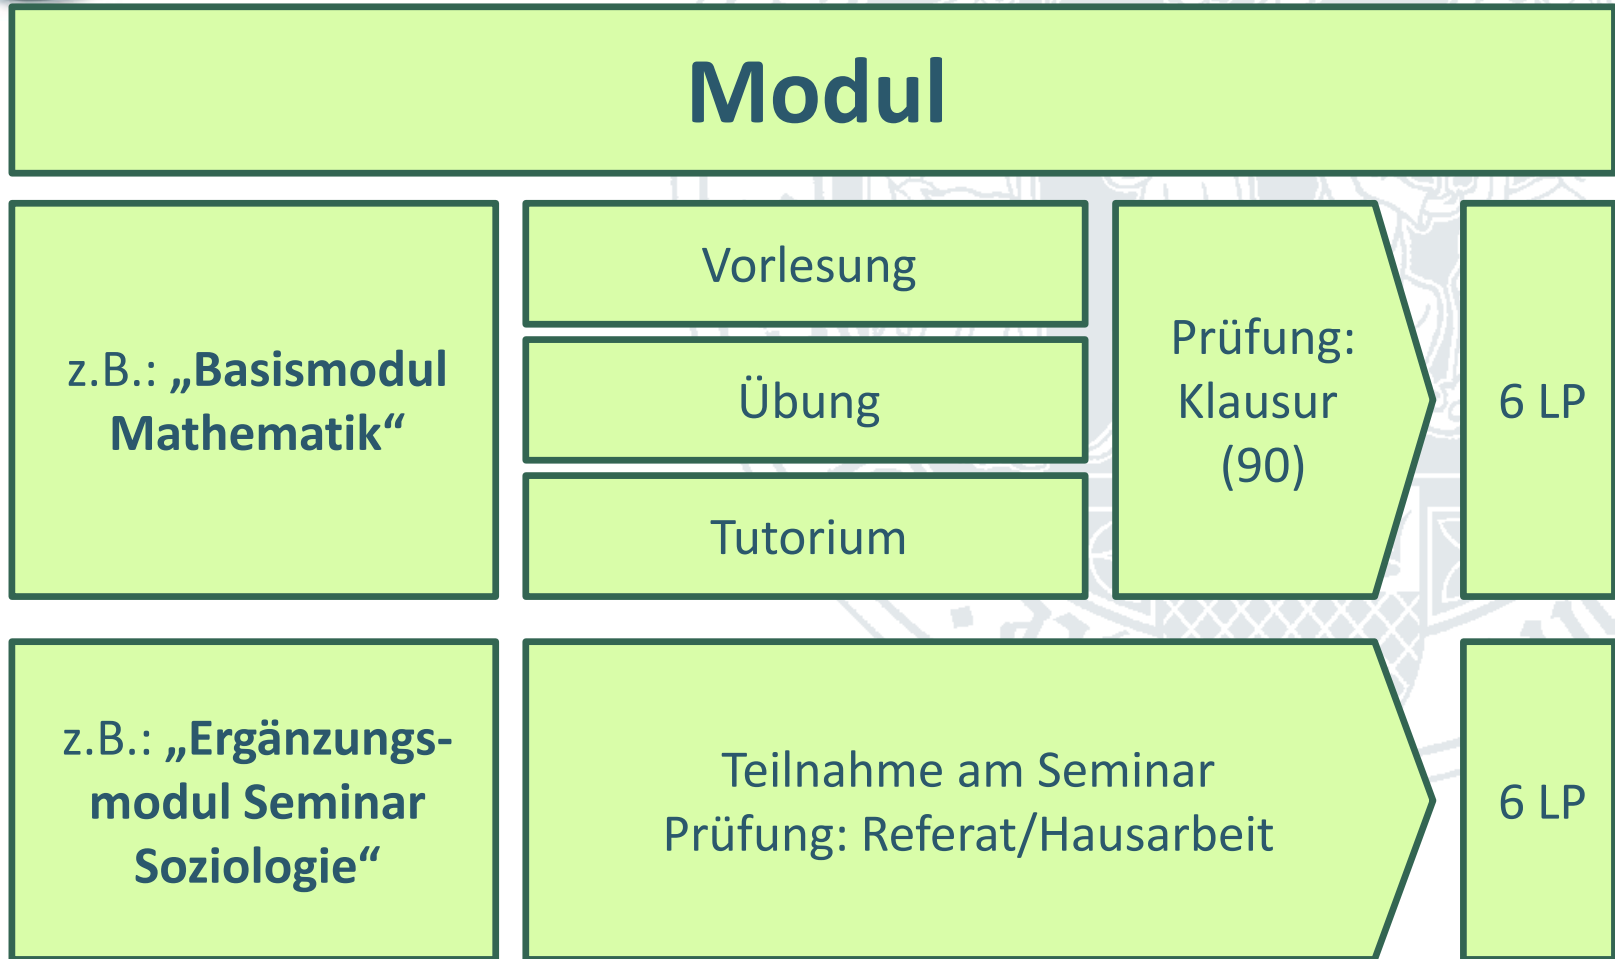 Modul
z.B.: „Basismodul
Mathematik“
Vorlesung
Übung
Tutorium
Prüfung:
Klausur
(90)
6 LP
z.B.: „Ergänzungs-
modul Seminar
Soziologie“
Teilnahme am Seminar
Prüfung: Referat/Hausarbeit
6 LP